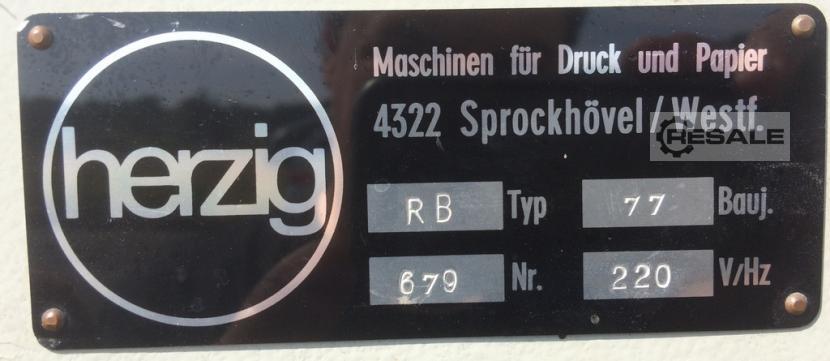 herzig
Maschinen für Druck und Papier
4322 Sprockhövel/Westf.
RESALE
RB Typ 77 Bauj.
679 Nr. 220 V/Hz